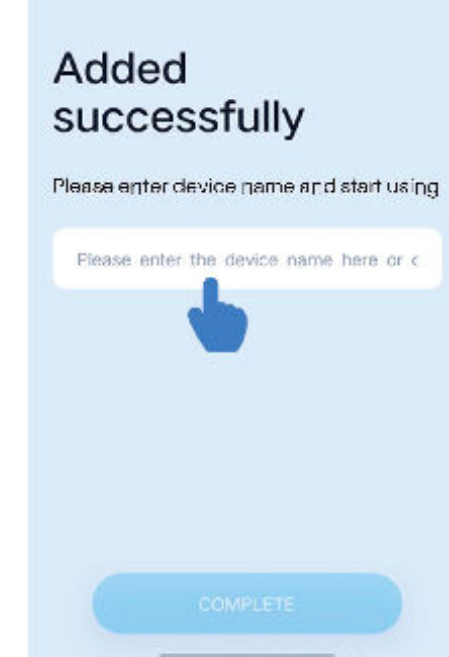 Added
successfully
Please enter device name and start using
Please enter the device name here or c
COMPLETE